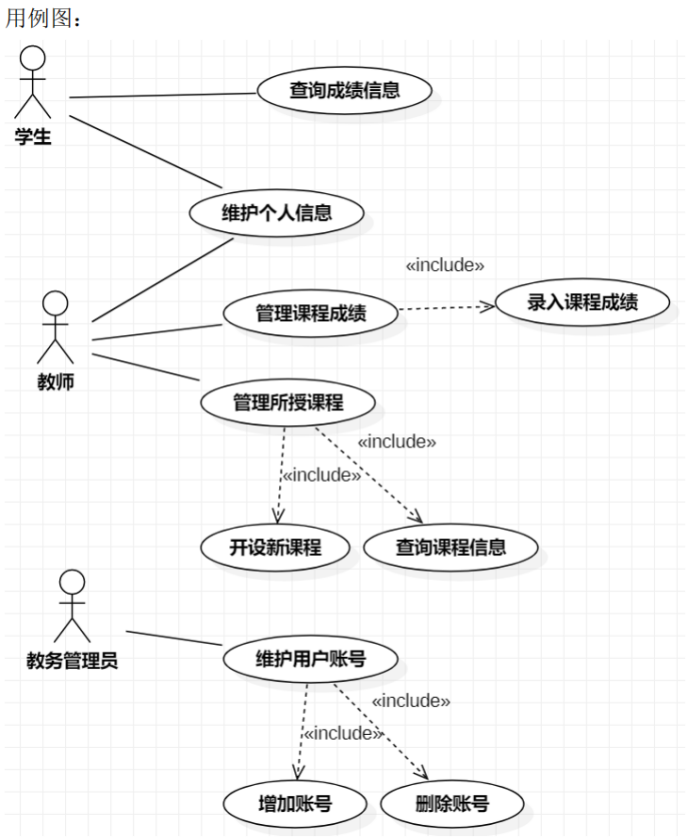 用例图：
查询成绩信息
学生
维护个人信息
«include»
管理课程成绩
录入课程成绩
教师
管理所授课程
«include»
«include»
开设新课程
查询课程信息
教务管理员
维护用户账号
«include»
«include»
增加账号
删除账号